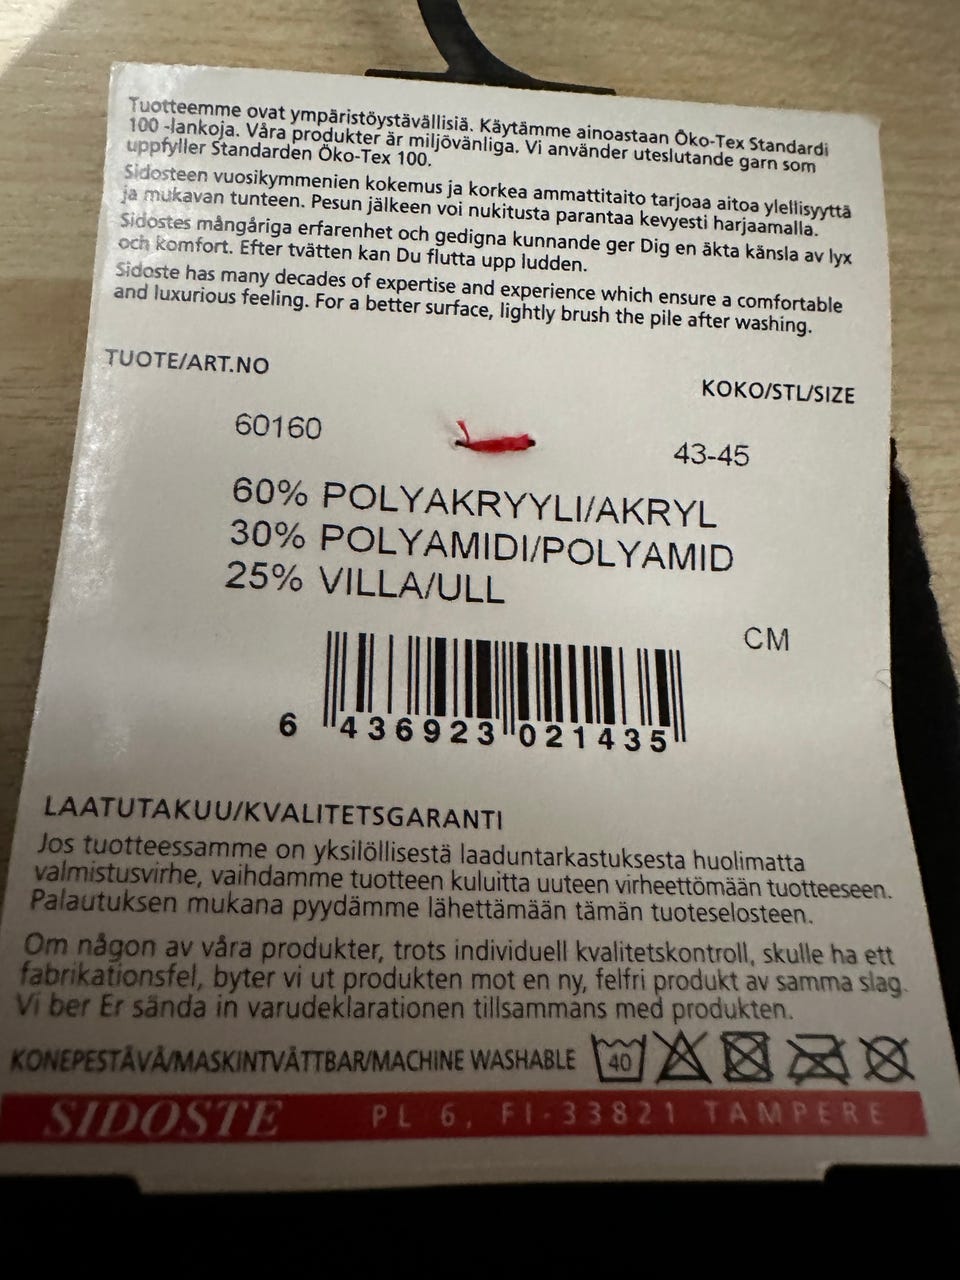 Tuotteemme ovat ympäristöystävällisiä. Käytämme ainoastaan Öko-Tex Standardi
100 -lankoja. Våra produkter är miljövänliga. Vi använder uteslutande garn som
uppfyller Standarden Öko-Tex 100.
Sidosteen vuosikymmenien kokemus ja korkea ammattitaito tarjoaa aitoa ylellisyyttä
ja mukavan tunteen. Pesun jälkeen voi nukitusta parantaa kevyesti harjaamalla.
Sidostes mångåriga erfarenhet och gedigna kunnande ger Dig en äkta känsla av lyx
och komfort. Efter tvätten kan Du flutta upp ludden.
Sidoste has many decades of expertise and experience which ensure a comfortable
and luxurious feeling. For a better surface, lightly brush the pile after washing.
TUOTE/ART.NO
KOKO/STL/SIZE
60160
43-45
60% POLYAKRYYLI/AKRYL
30% POLYAMIDI/POLYAMID
25% VILLA/ULL
CM
6 436923 021435
LAATUTAKUU/KVALITETSGARANTI
Jos tuotteessamme on yksilöllisestä laaduntarkastuksesta huolimatta
valmistusvirhe, vaihdamme tuotteen kuluitta uuteen virheettömään tuotteeseen.
Palautuksen mukana pyydämme lähettämään tämän tuoteselosteen.
Om någon av våra produkter, trots individuell kvalitetskontroll, skulle ha ett
fabrikationsfel, byter vi ut produkten mot en ny, felfri produkt av samma slag.
Vi ber Er sända in varudeklarationen tillsammans med produkten.
KONEPESTÄVÄ/MASKINTVÄTTBAR/MACHINE WASHABLE 40
SIDOSTE PL 6, FI-33821 TAMPERE